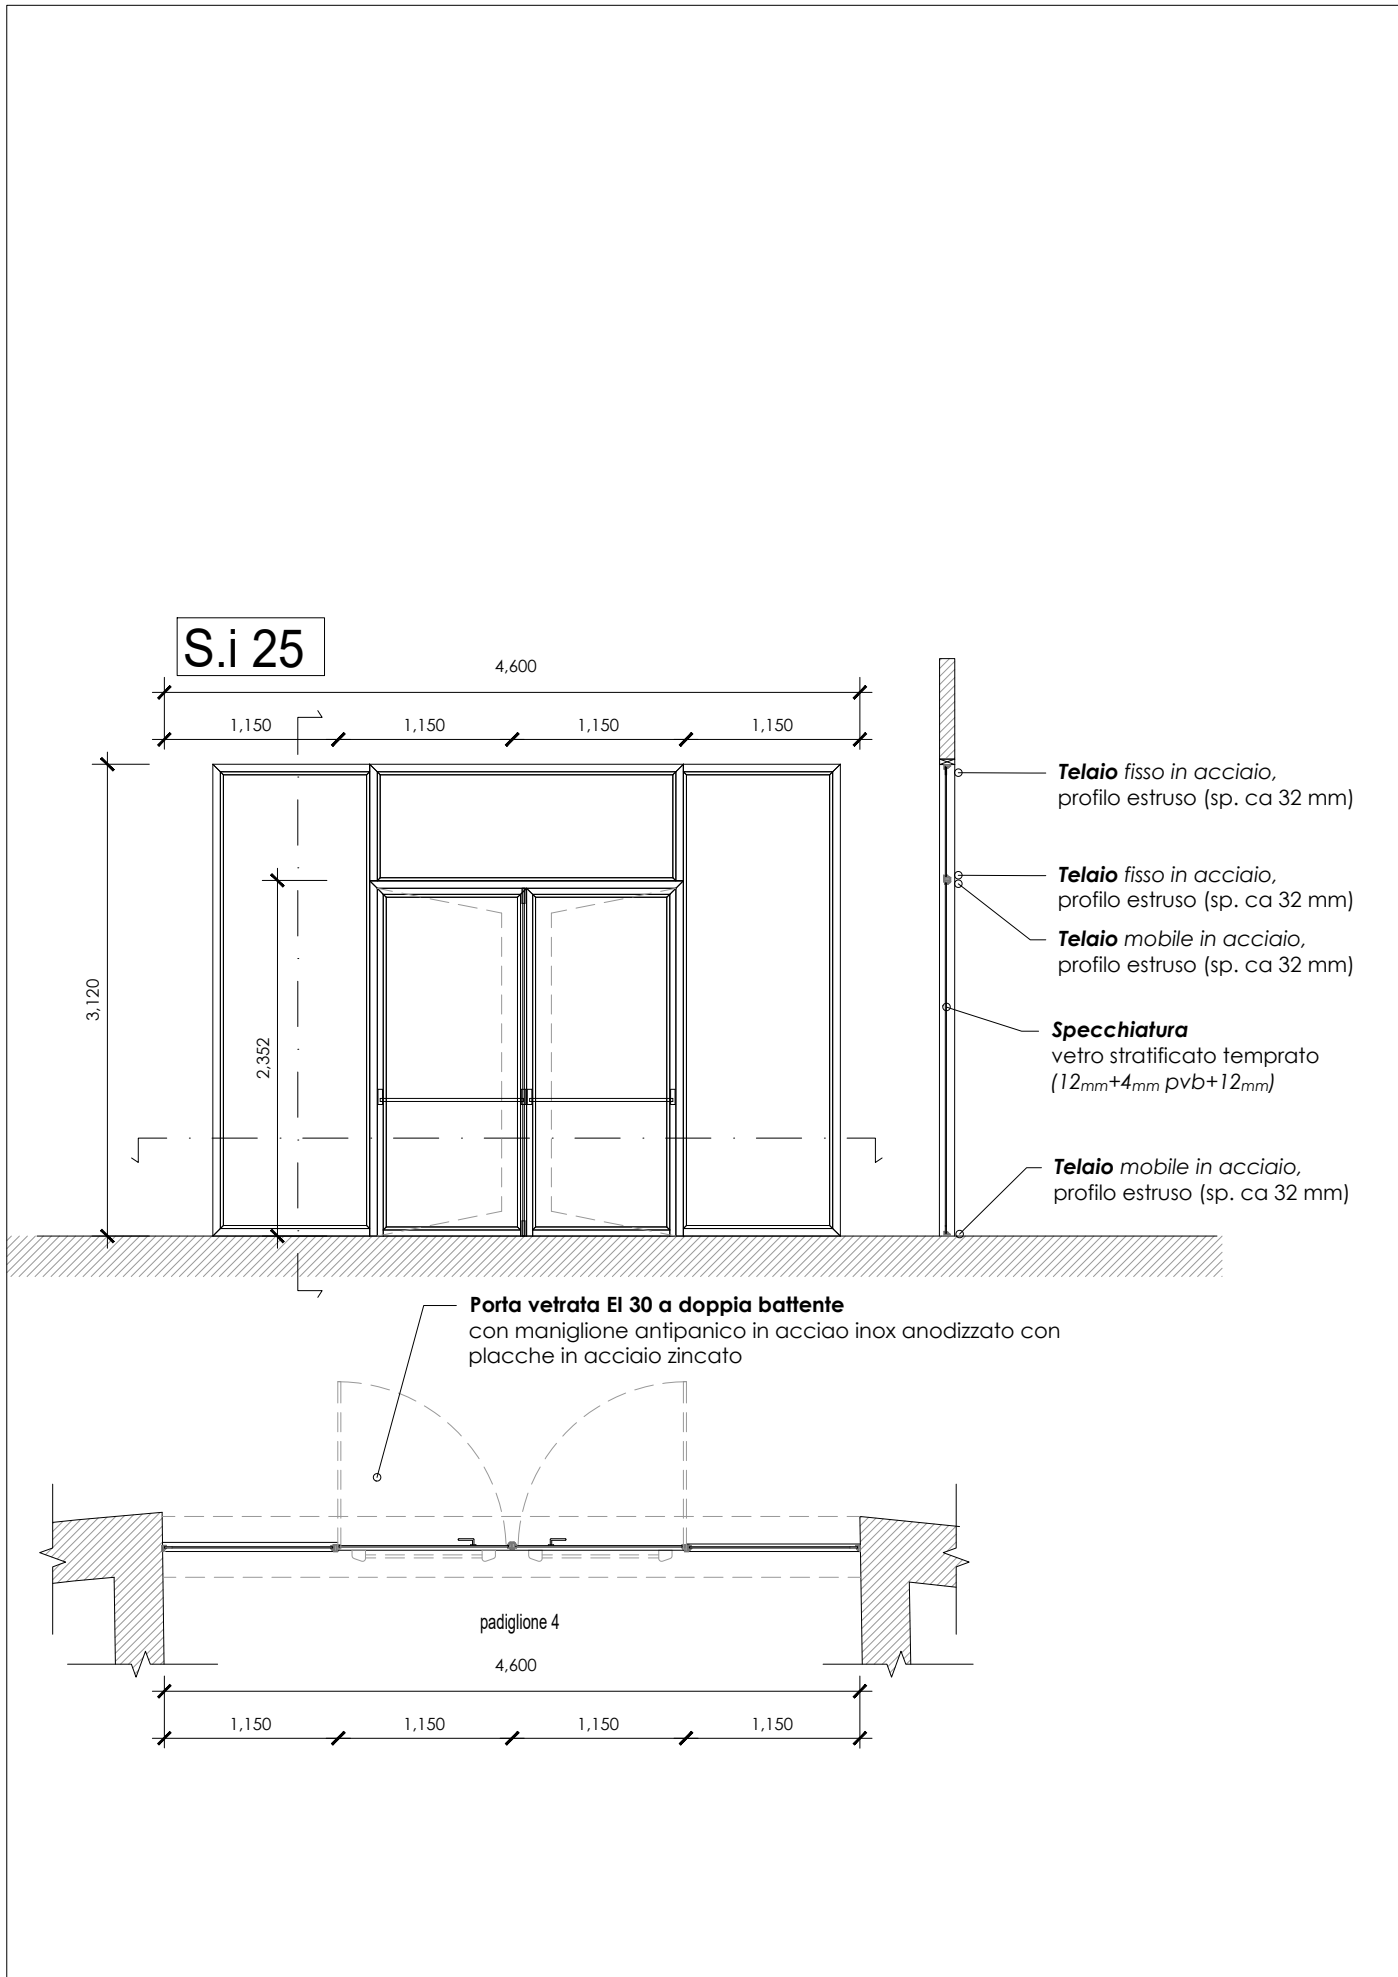 S.i 25
4,600
1,150
1,150
1,150
1,150
3,120
2,352
Telaio fisso in acciaio,
profilo estruso (sp. ca 32 mm)
Telaio fisso in acciaio,
profilo estruso (sp. ca 32 mm)
Telaio mobile in acciaio,
profilo estruso (sp. ca 32 mm)
Specchiatura
vetro stratificato temprato
(12mm+4mm pvb+12mm)
Telaio mobile in acciaio,
profilo estruso (sp. ca 32 mm)
Porta vetrata EI 30 a doppia battente
con maniglione antipanico in acciao inox anodizzato con
placche in acciaio zincato
padiglione 4
4,600
1,150
1,150
1,150
1,150